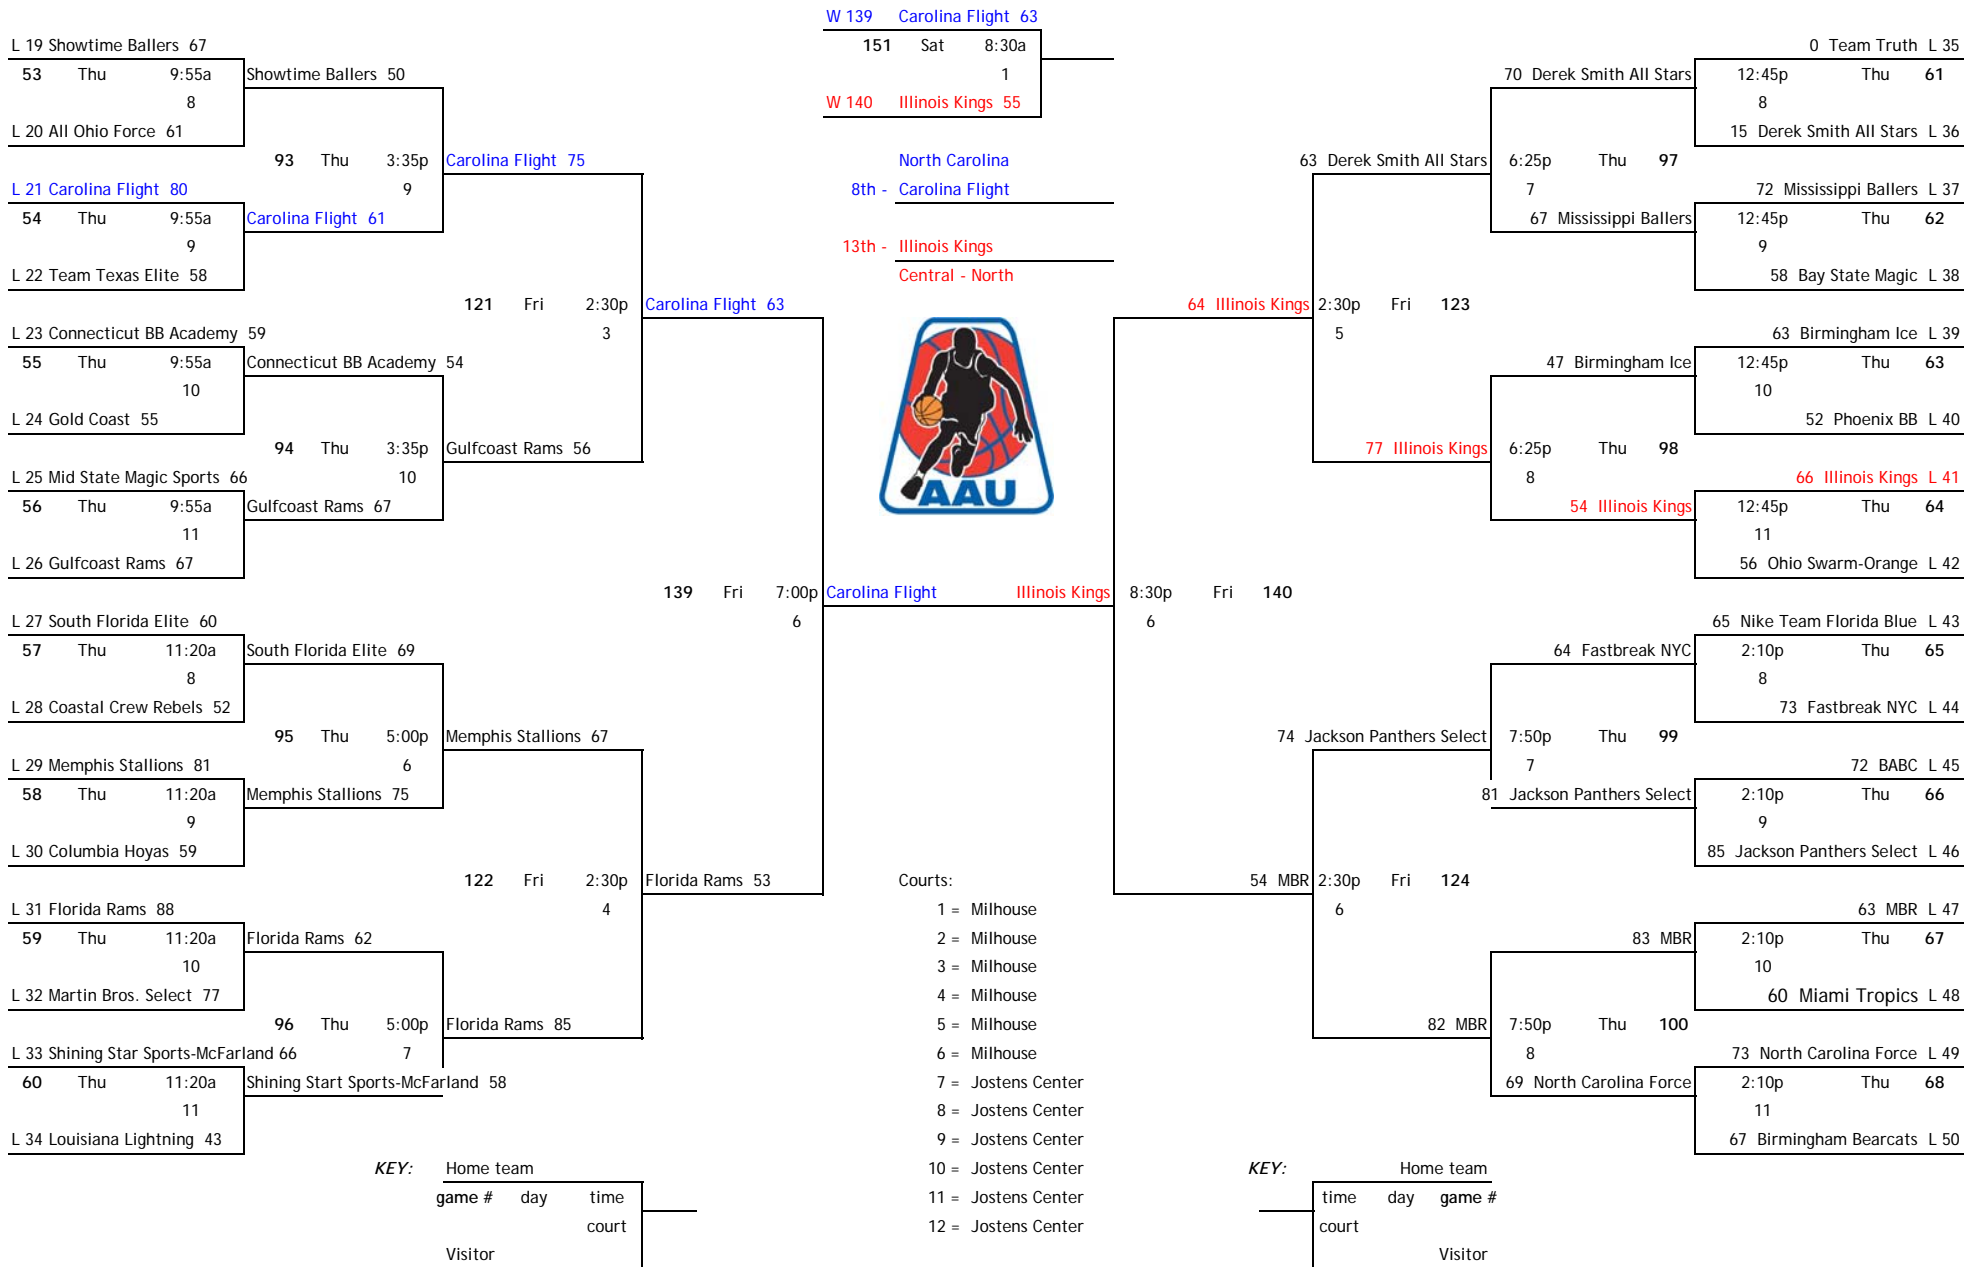 W 139 Carolina Flight 63
151 Sat 8:30a
1
W 140 Illinois Kings 55
North Carolina
8th - Carolina Flight
13th - Illinois Kings
Central - North
AAU
L 19 Showtime Ballers 67
53 Thu 9:55a
8
L 20 All Ohio Force 61
L 21 Carolina Flight 80
54 Thu 9:55a
9
L 22 Team Texas Elite 58
L 23 Connecticut BB Academy 59
55 Thu 9:55a
10
L 24 Gold Coast 55
L 25 Mid State Magic Sports 66
56 Thu 9:55a
11
L 26 Gulfcoast Rams 67
L 27 South Florida Elite 60
57 Thu 11:20a
8
L 28 Coastal Crew Rebels 52
L 29 Memphis Stallions 81
58 Thu 11:20a
9
L 30 Columbia Hoyas 59
L 31 Florida Rams 88
59 Thu 11:20a
10
L 32 Martin Bros. Select 77
L 33 Shining Star Sports-McFarland 66
60 Thu 11:20a
11
L 34 Louisiana Lightning 43
Showtime Ballers 50
93 Thu 3:35p
9
Carolina Flight 61
Connecticut BB Academy 54
94 Thu 3:35p
10
Gulfcoast Rams 67
South Florida Elite 69
95 Thu 5:00p
6
Memphis Stallions 75
Florida Rams 62
96 Thu 5:00p
7
Shining Start Sports-McFarland 58
Carolina Flight 75
121 Fri 2:30p
3
Gulfcoast Rams 56
Memphis Stallions 67
122 Fri 2:30p
4
Florida Rams 85
Carolina Flight 63
139 Fri 7:00p
6
Florida Rams 53
Carolina Flight
Illinois Kings
64 Illinois Kings
8:30p Fri 140
6
54 MBR
63 Derek Smith All Stars
2:30p Fri 123
5
77 Illinois Kings
74 Jackson Panthers Select
2:30p Fri 124
6
82 MBR
70 Derek Smith All Stars
6:25p Thu 97
7
67 Mississippi Ballers
47 Birmingham Ice
6:25p Thu 98
8
54 Illinois Kings
64 Fastbreak NYC
7:50p Thu 99
7
81 Jackson Panthers Select
83 MBR
7:50p Thu 100
8
69 North Carolina Force
0 Team Truth L 35
12:45p Thu 61
8
15 Derek Smith All Stars L 36
72 Mississippi Ballers L 37
12:45p Thu 62
9
58 Bay State Magic L 38
63 Birmingham Ice L 39
12:45p Thu 63
10
52 Phoenix BB L 40
66 Illinois Kings L 41
12:45p Thu 64
11
56 Ohio Swarm-Orange L 42
65 Nike Team Florida Blue L 43
2:10p Thu 65
8
73 Fastbreak NYC L 44
72 BABC L 45
2:10p Thu 66
9
85 Jackson Panthers Select L 46
63 MBR L 47
2:10p Thu 67
10
60 Miami Tropics L 48
73 North Carolina Force L 49
2:10p Thu 68
11
67 Birmingham Bearcats L 50
Courts:
1 = Milhouse
2 = Milhouse
3 = Milhouse
4 = Milhouse
5 = Milhouse
6 = Milhouse
7 = Jostens Center
8 = Jostens Center
9 = Jostens Center
10 = Jostens Center
11 = Jostens Center
12 = Jostens Center
KEY: Home team
game # day time
court
Visitor
KEY: Home team
time day game #
court
Visitor